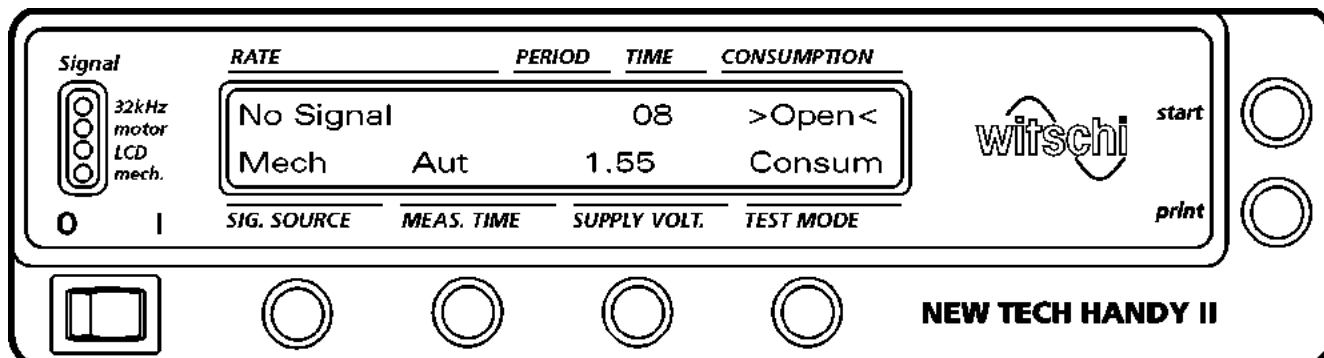 Signal
32kHz
motor
LCD
mech.
O I
RATE PERIOD TIME CONSUMPTION
No Signal 08 >Open<
Mech Aut 1.55 Consum
SIG. SOURCE MEAS. TIME SUPPLY VOLT. TEST MODE
witschi
start
print
NEW TECH HANDY II